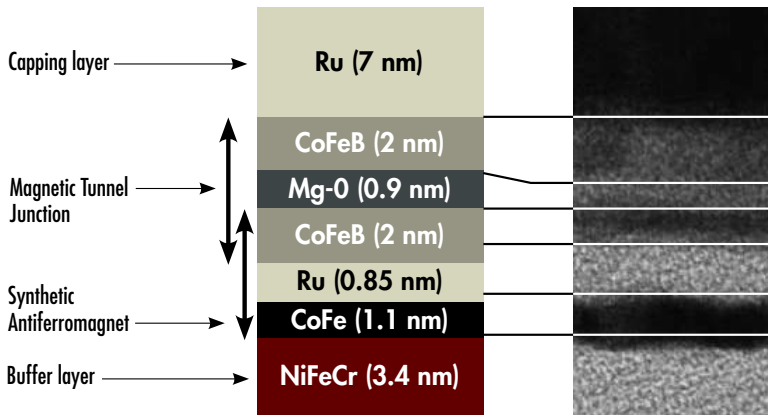 Capping layer
Ru (7 nm)
CoFeB (2 nm)
Magnetic Tunnel
Junction
Mg-0 (0.9 nm)
CoFeB (2 nm)
Ru (0.85 nm)
Synthetic
Antiferromagnet
CoFe (1.1 nm)
Buffer layer
NiFeCr (3.4 nm)